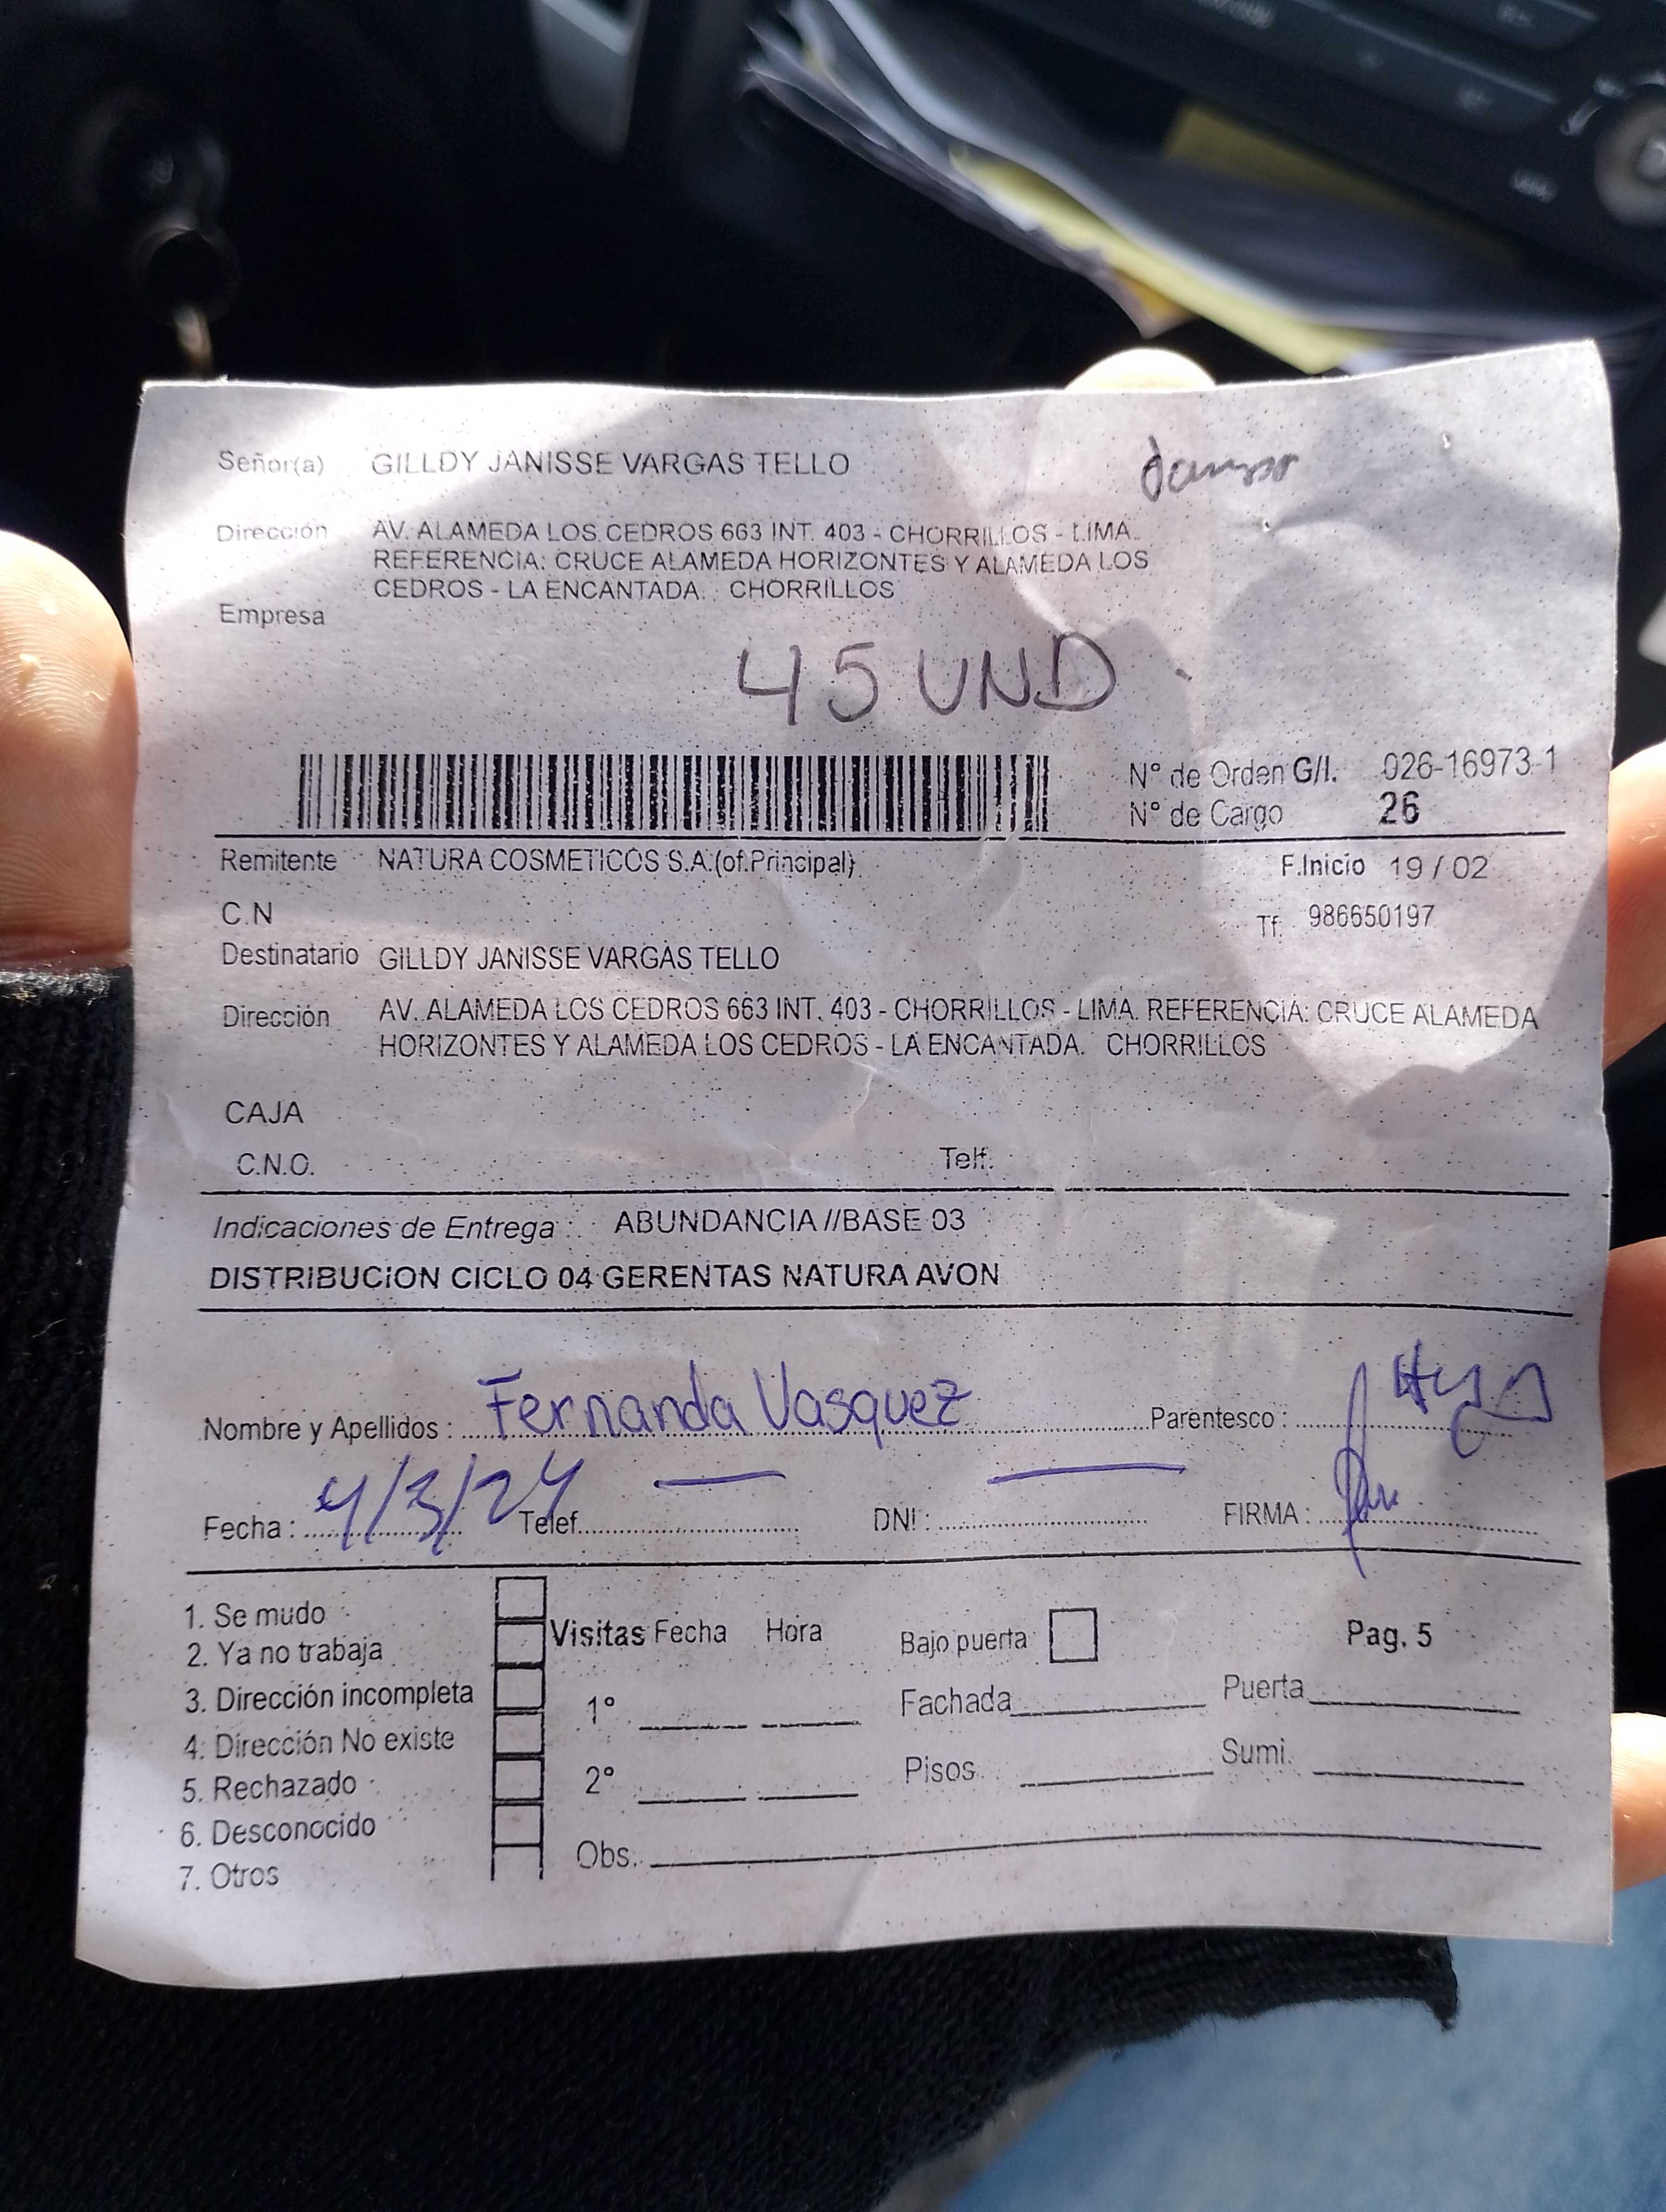 Señor(a) GILLDY JANISSE VARGAS TELLO
Dirección AV. ALAMEDA LOS CEDROS 663 INT. 403 - CHORRILLOS - LIMA.
REFERENCIA: CRUCE ALAMEDA HORIZONTES Y ALAMEDA LOS
CEDROS - LA ENCANTADA. CHORRILLOS
Empresa
45 UND
Nº de Orden G/I. 026-16973-1
Nº de Cargo 26
Remitente NATURA COSMETICOS S.A.(of.Principal) F.Inicio 19 / 02
C.N Tf. 986650197
Destinatario GILLDY JANISSE VARGAS TELLO
Dirección AV. ALAMEDA LOS CEDROS 663 INT. 403 - CHORRILLOS - LIMA. REFERENCIA: CRUCE ALAMEDA
HORIZONTES Y ALAMEDA LOS CEDROS - LA ENCANTADA. CHORRILLOS
CAJA
C.N.O. Telf.
Indicaciones de Entrega : ABUNDANCIA //BASE 03
DISTRIBUCION CICLO 04 GERENTAS NATURA AVON
Nombre y Apellidos : Fernanda Vasquez Parentesco :
Fecha : 4/3/24 Telef. — DNI : — FIRMA :
1. Se mudo
2. Ya no trabaja
3. Dirección incompleta
4. Dirección No existe
5. Rechazado
6. Desconocido
7. Otros
Visitas Fecha Hora
1º
2º
Obs.
Bajo puerta Pag. 5
Fachada Puerta
Pisos Sumi.